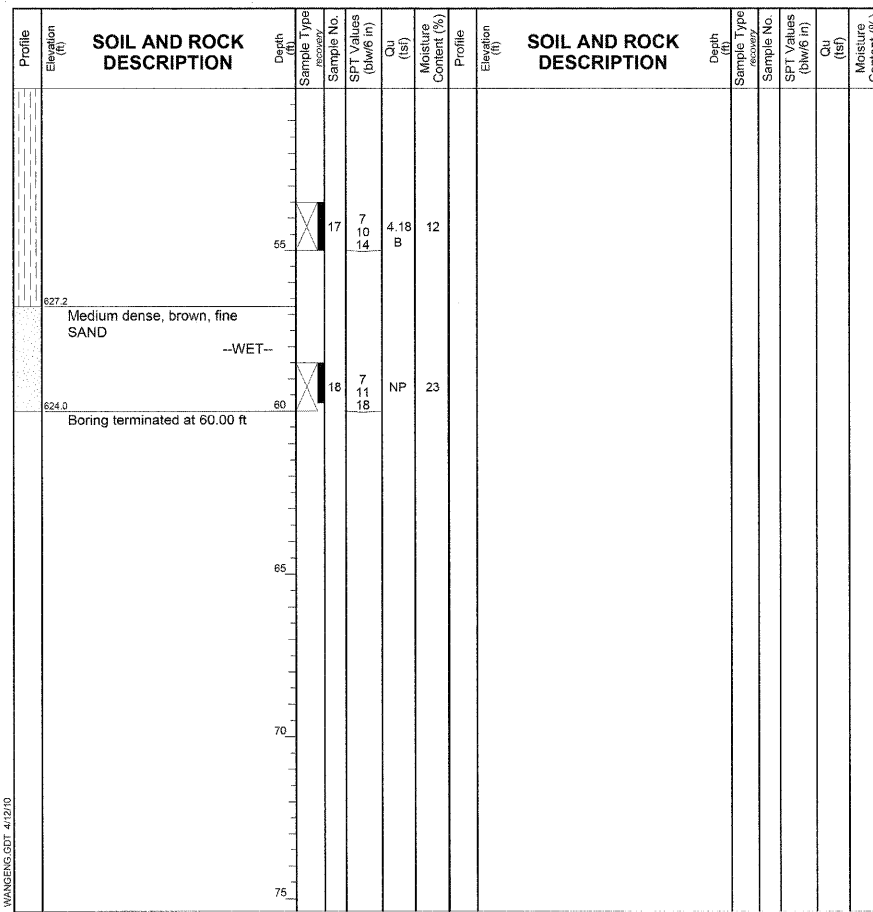 Profile
Elevation
(ft)
SOIL AND ROCK
DESCRIPTION
Depth
(ft)
Sample Type
recovery
Sample No.
SPT Values
(blw/6 in)
Qu
(tsf)
Moisture
Content (%)
Profile
Elevation
(ft)
SOIL AND ROCK
DESCRIPTION
Depth
(ft)
Sample Type
recovery
Sample No.
SPT Values
(blw/6 in)
Qu
(tsf)
Moisture
Content (%)
55
17
7
10
14
4.18
B
12
627.2
Medium dense, brown, fine
SAND
--WET--
18
7
11
18
NP
23
624.0
60
Boring terminated at 60.00 ft
65
70
75
WANGENG.GDT 4/12/10